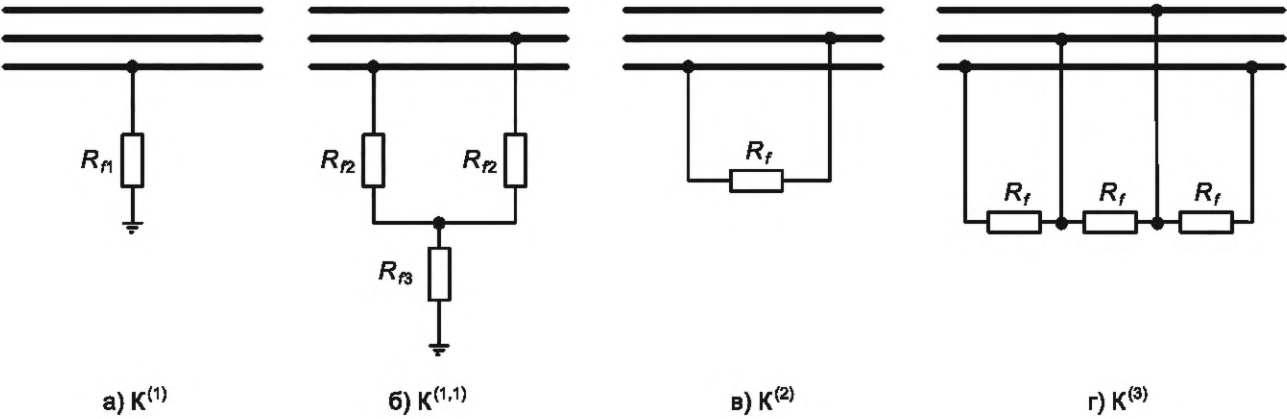 R_f1
R_f2 R_f2
R_f3
R_f
R_f R_f R_f
а) К^(1) б) К^(1,1) в) К^(2) г) К^(3)